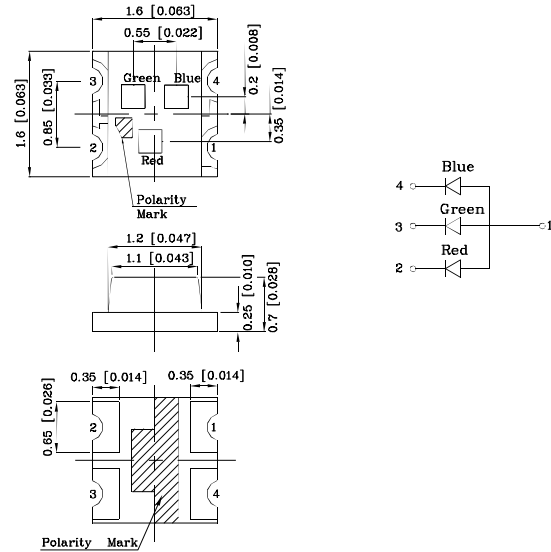 1.6 [0.063]
0.55 [0.022]
0.2 [0.008]
0.35 [0.014]
Green Blue
3 4
1.6 [0.063]
0.85 [0.033]
2 1
Red
Polarity
Mark
1.2 [0.047]
1.1 [0.043]
0.25 [0.010]
0.7 [0.028]
0.35 [0.014] 0.35 [0.014]
0.65 [0.026]
2 1
3 4
Polarity Mark
Blue
4
Green
3 1
Red
2